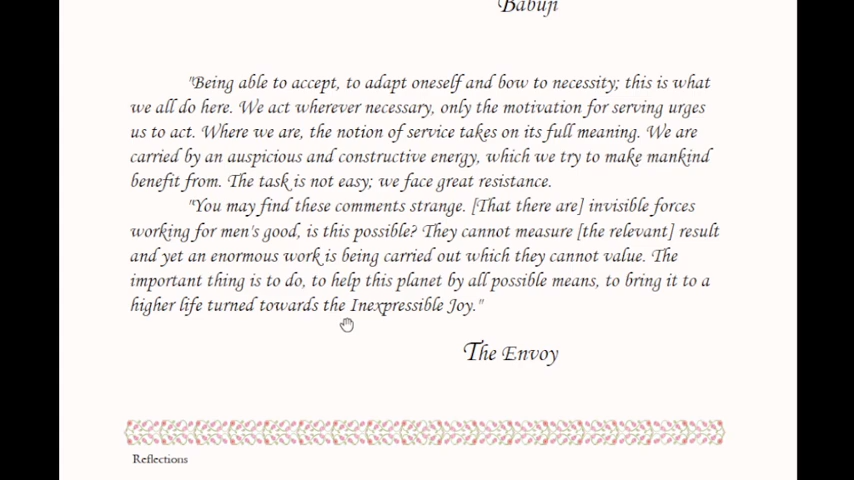 Babuji
"Being able to accept, to adapt oneself and bow to necessity; this is what
we all do here. We act wherever necessary, only the motivation for serving urges
us to act. Where we are, the notion of service takes on its full meaning. We are
carried by an auspicious and constructive energy, which we try to make mankind
benefit from. The task is not easy; we face great resistance.
"You may find these comments strange. [That there are] invisible forces
working for men's good, is this possible? They cannot measure [the relevant] result
and yet an enormous work is being carried out which they cannot value. The
important thing is to do, to help this planet by all possible means, to bring it to a
higher life turned towards the Inexpressible Joy."
The Envoy
Reflections